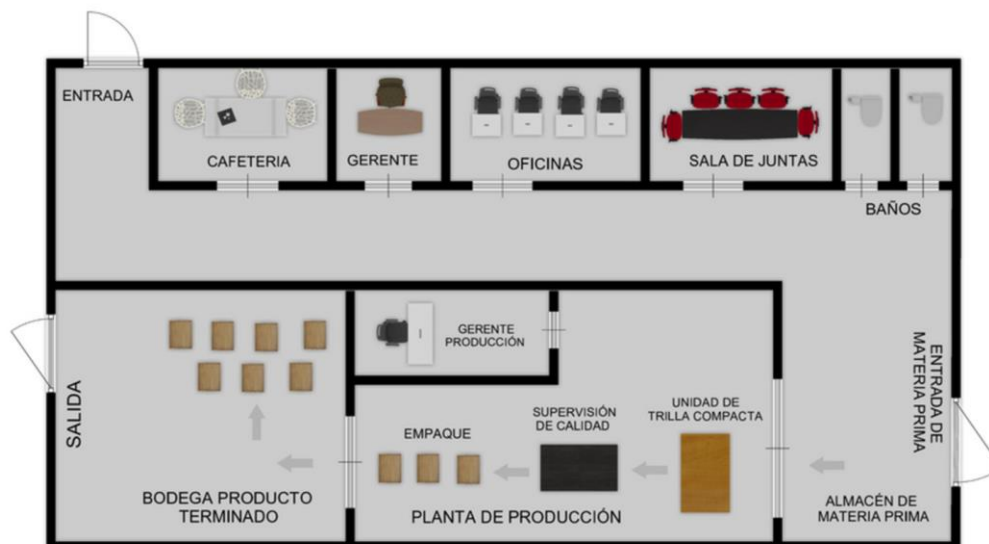 ENTRADA
CAFETERIA
GERENTE
OFICINAS
SALA DE JUNTAS
BAÑOS
GERENTE
PRODUCCIÓN
ENTRADA DE
MATERIA PRIMA
SALIDA
EMPAQUE
SUPERVISIÓN
DE CALIDAD
UNIDAD DE
TRILLA COMPACTA
BODEGA PRODUCTO
TERMINADO
PLANTA DE PRODUCCIÓN
ALMACÉN DE
MATERIA PRIMA